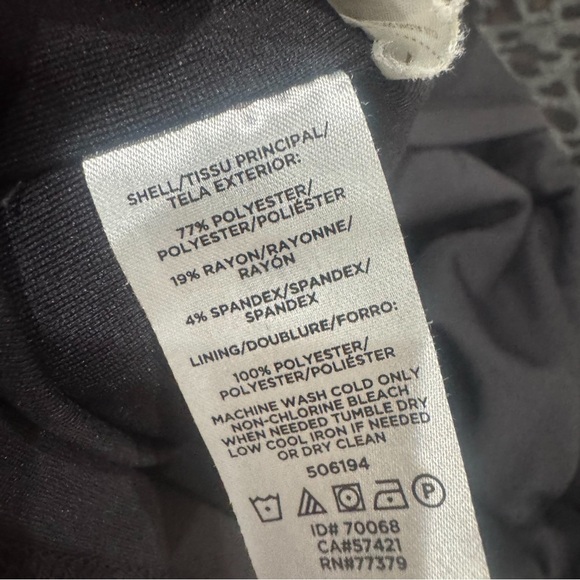 SHELL/TISSU PRINCIPAL/
TELA EXTERIOR:
77% POLYESTER/
POLYESTER/POLIÉSTER
19% RAYON/RAYONNE/
RAYÓN
4% SPANDEX/SPANDEX/
SPANDEX
LINING/DOUBLURE/FORRO:
100% POLYESTER/
POLYESTER/POLIÉSTER
MACHINE WASH COLD ONLY
NON-CHLORINE BLEACH
WHEN NEEDED TUMBLE DRY
LOW COOL IRON IF NEEDED
OR DRY CLEAN
506194
P
ID# 70068
CA#57421
RN#77379